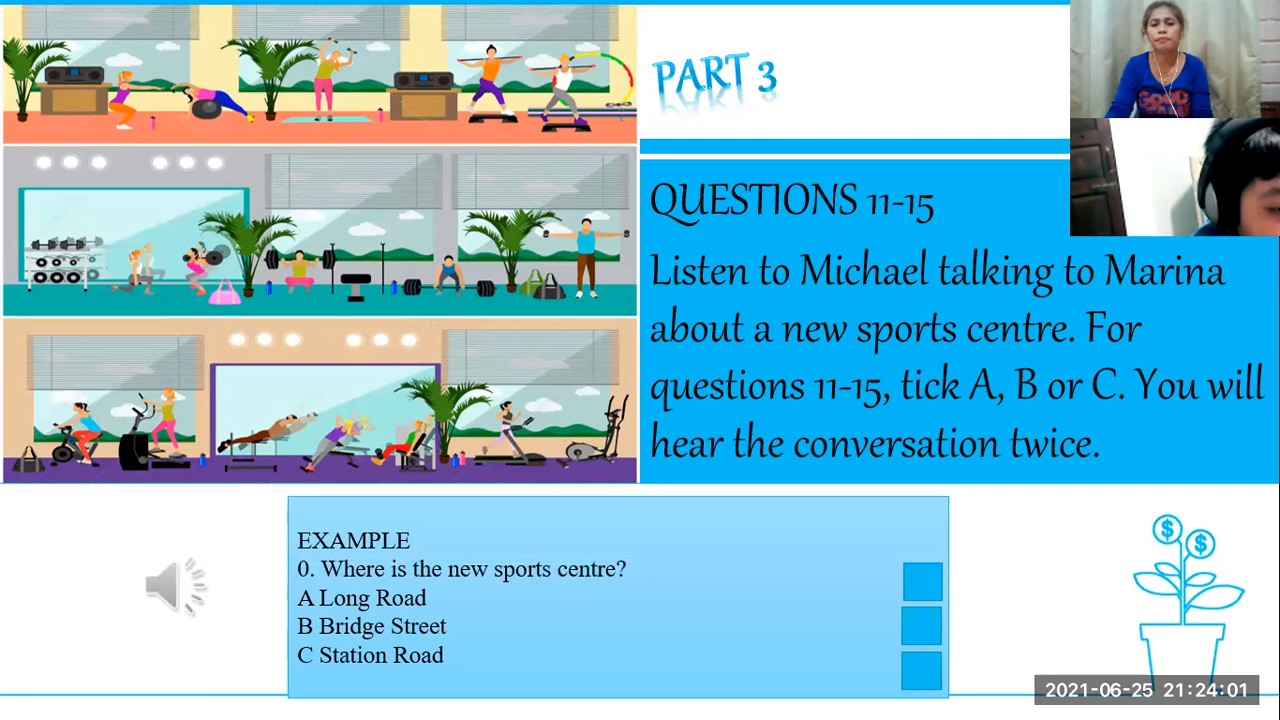 PART 3
QUESTIONS 11-15
Listen to Michael talking to Marina
about a new sports centre. For
questions 11-15, tick A, B or C. You will
hear the conversation twice.
EXAMPLE
0. Where is the new sports centre?
A Long Road
B Bridge Street
C Station Road
$ $
GOOD
2021-06-25 21:24:01